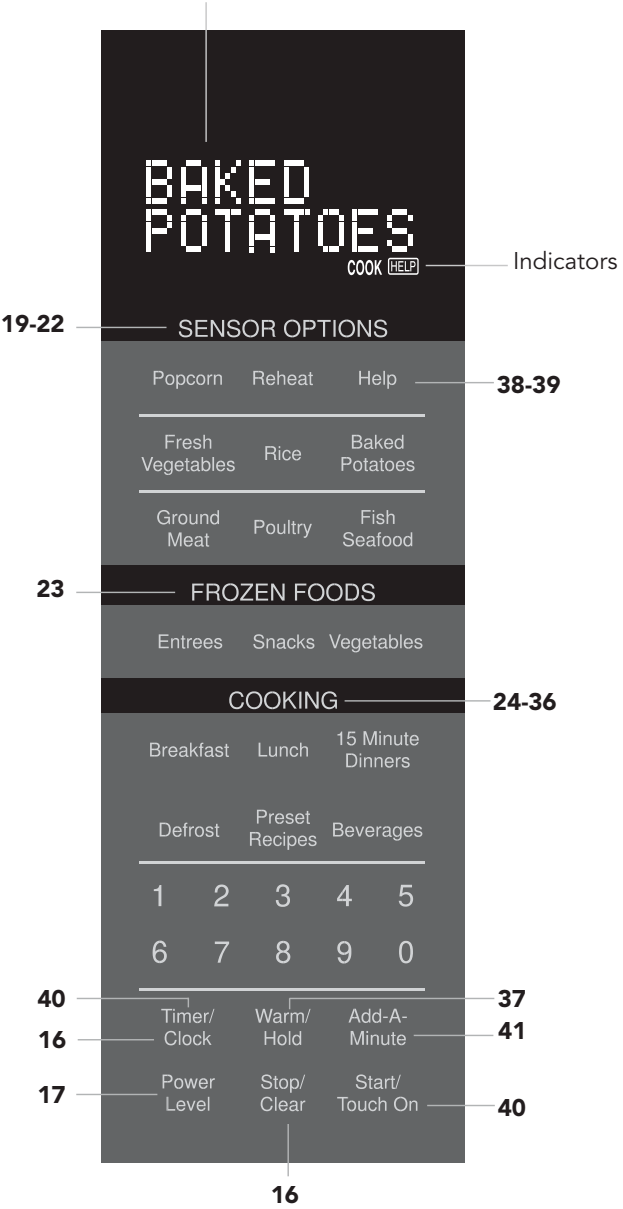 BAKED
POTATOES
COOK HELP
Indicators
19-22
SENSOR OPTIONS
Popcorn Reheat Help
38-39
Fresh
Vegetables
Rice
Baked
Potatoes
Ground
Meat
Poultry
Fish
Seafood
23
FROZEN FOODS
Entrees Snacks Vegetables
COOKING
24-36
Breakfast Lunch
15 Minute
Dinners
Defrost
Preset
Recipes
Beverages
1 2 3 4 5
6 7 8 9 0
40
Timer/
Clock
16
Warm/
Hold
37
Add-A-
Minute
41
17
Power
Level
Stop/
Clear
Start/
Touch On
40
16